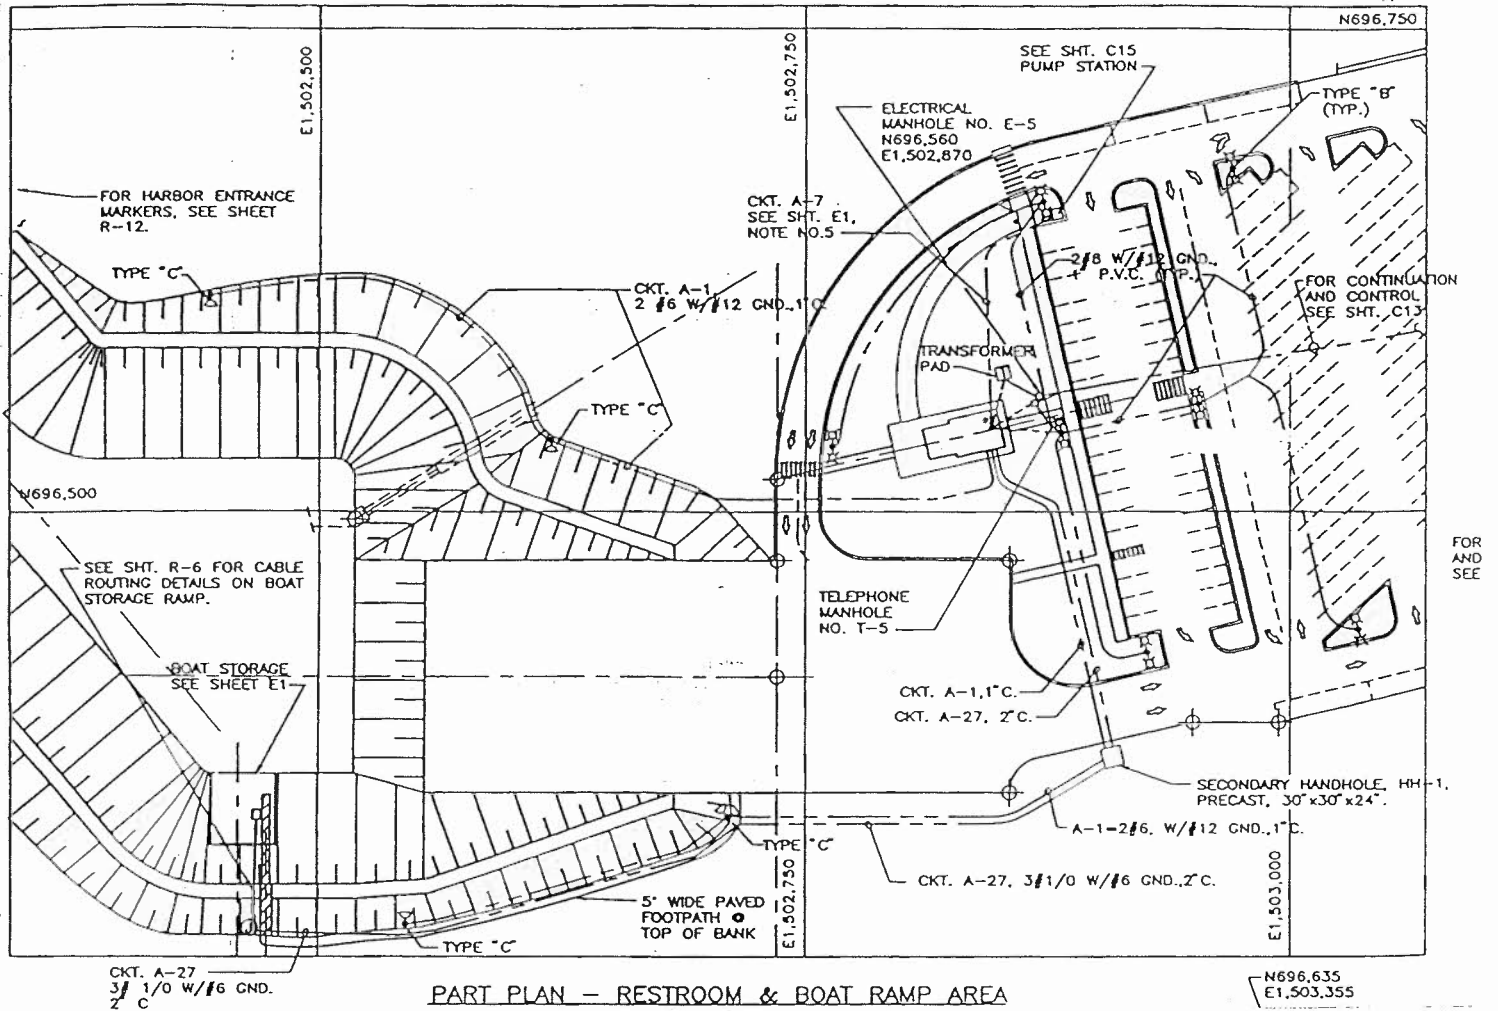 N696,750
E1,502,500
E1,502,750
SEE SHT. C15
PUMP STATION
TYPE "B"
(TYP.)
ELECTRICAL
MANHOLE NO. E-5
N696,560
E1,502,870
FOR HARBOR ENTRANCE
MARKERS, SEE SHEET
R-12.
CKT. A-7
SEE SHT. E1,
NOTE NO.5
TYPE "C"
2#8 W/#12 GND.,
P.V.C. (TYP.)
FOR CONTINUATION
AND CONTROL
SEE SHT. C13
CKT. A-1,
2 #6 W/#12 GND.,1"C.
TRANSFORMER
PAD
TYPE "C"
N696,500
SEE SHT. R-6 FOR CABLE
ROUTING DETAILS ON BOAT
STORAGE RAMP.
FOR
AND
SEE
TELEPHONE
MANHOLE
NO. T-5
BOAT STORAGE
SEE SHEET E1
CKT. A-1,1"C.
CKT. A-27, 2"C.
SECONDARY HANDHOLE, HH-1,
PRECAST, 30"x30"x24".
A-1-2#6, W/#12 GND.,1"C.
TYPE "C"
CKT. A-27, 3#1/0 W/#6 GND.,2"C.
E1,502,750
E1,503,000
5' WIDE PAVED
FOOTPATH @
TOP OF BANK
TYPE "C"
CKT. A-27
3# 1/0 W/#6 GND.
2" C
PART PLAN - RESTROOM & BOAT RAMP AREA
N696,635
E1,503,355